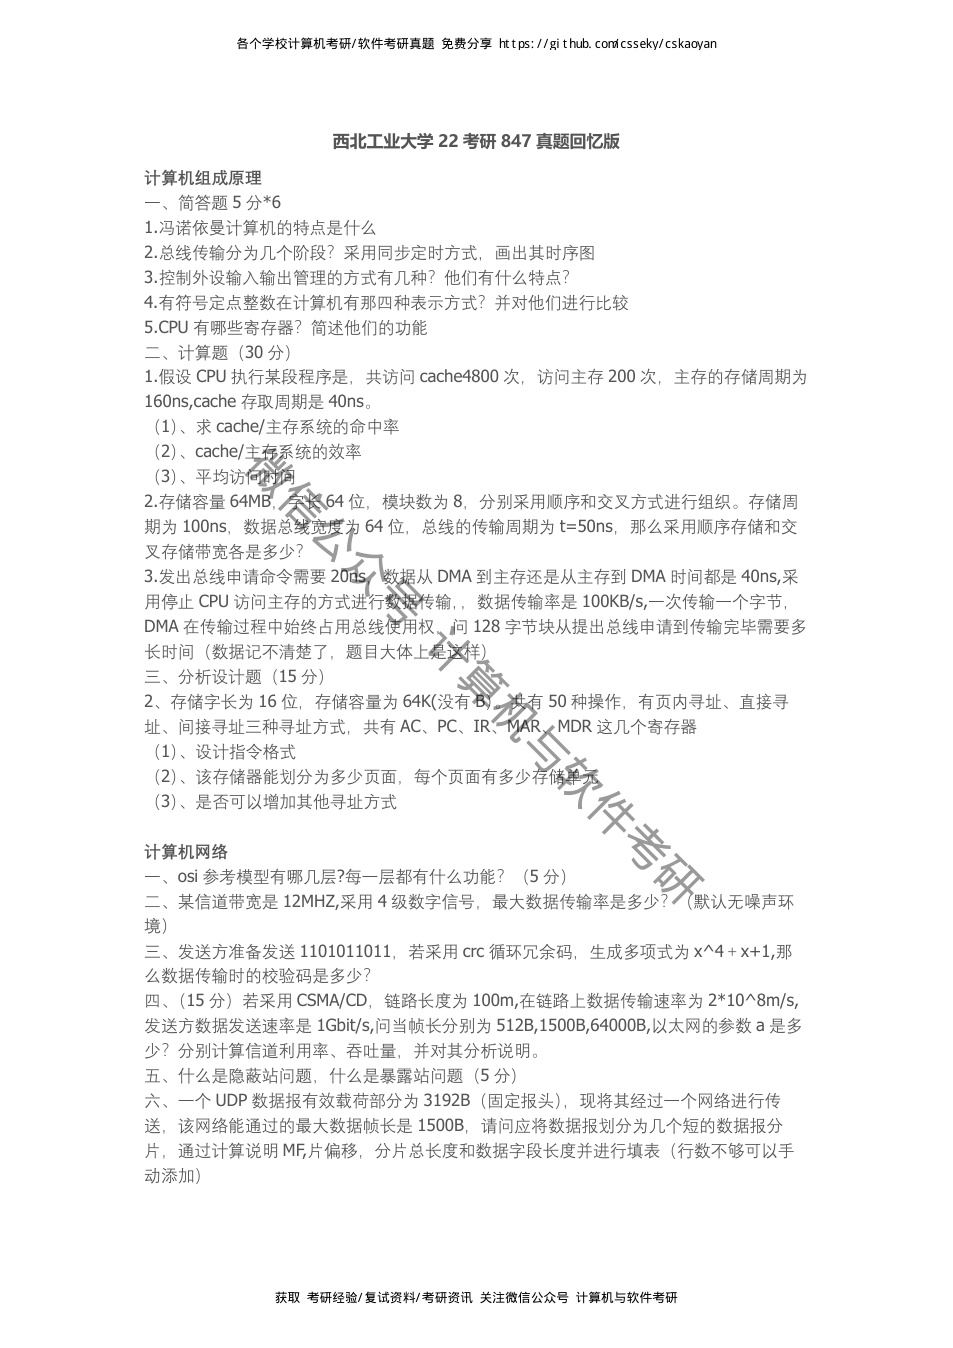 各个学校计算机考研/软件考研真题 免费分享 https://github.com/csseky/cskaoyan
西北工业大学 22 考研 847 真题回忆版
计算机组成原理
一、简答题 5 分*6
1.冯诺依曼计算机的特点是什么
2.总线传输分为几个阶段？采用同步定时方式，画出其时序图
3.控制外设输入输出管理的方式有几种？他们有什么特点？
4.有符号定点整数在计算机有那四种表示方式？并对他们进行比较
5.CPU 有哪些寄存器？简述他们的功能
二、计算题（30 分）
1.假设 CPU 执行某段程序是，共访问 cache4800 次，访问主存 200 次，主存的存储周期为
160ns,cache 存取周期是 40ns。
（1）、求 cache/主存系统的命中率
（2）、cache/主存系统的效率
（3）、平均访问时间
2.存储容量 64MB，字长 64 位，模块数为 8，分别采用顺序和交叉方式进行组织。存储周
期为 100ns，数据总线宽度为 64 位，总线的传输周期为 t=50ns，那么采用顺序存储和交
叉存储带宽各是多少？
3.发出总线申请命令需要 20ns，数据从 DMA 到主存还是从主存到 DMA 时间都是 40ns,采
用停止 CPU 访问主存的方式进行数据传输，，数据传输率是 100KB/s,一次传输一个字节，
DMA 在传输过程中始终占用总线使用权，问 128 字节块从提出总线申请到传输完毕需要多
长时间（数据记不清楚了，题目大体上是这样）
三、分析设计题（15 分）
2、存储字长为 16 位，存储容量为 64K(没有 B)，共有 50 种操作，有页内寻址、直接寻
址、间接寻址三种寻址方式，共有 AC、PC、IR、MAR、MDR 这几个寄存器
（1）、设计指令格式
（2）、该存储器能划分为多少页面，每个页面有多少存储单元
（3）、是否可以增加其他寻址方式
计算机网络
一、osi 参考模型有哪几层?每一层都有什么功能？（5 分）
二、某信道带宽是 12MHZ,采用 4 级数字信号，最大数据传输率是多少？（默认无噪声环
境）
三、发送方准备发送 1101011011，若采用 crc 循环冗余码，生成多项式为 x^4＋x+1,那
么数据传输时的校验码是多少？
四、（15 分）若采用 CSMA/CD，链路长度为 100m,在链路上数据传输速率为 2*10^8m/s,
发送方数据发送速率是 1Gbit/s,问当帧长分别为 512B,1500B,64000B,以太网的参数 a 是多
少？分别计算信道利用率、吞吐量，并对其分析说明。
五、什么是隐蔽站问题，什么是暴露站问题（5 分）
六、一个 UDP 数据报有效载荷部分为 3192B（固定报头），现将其经过一个网络进行传
送，该网络能通过的最大数据帧长是 1500B，请问应将数据报划分为几个短的数据报分
片，通过计算说明 MF,片偏移，分片总长度和数据字段长度并进行填表（行数不够可以手
动添加）
微信公众号 计算机与软件考研
获取 考研经验/复试资料/考研资讯 关注微信公众号 计算机与软件考研